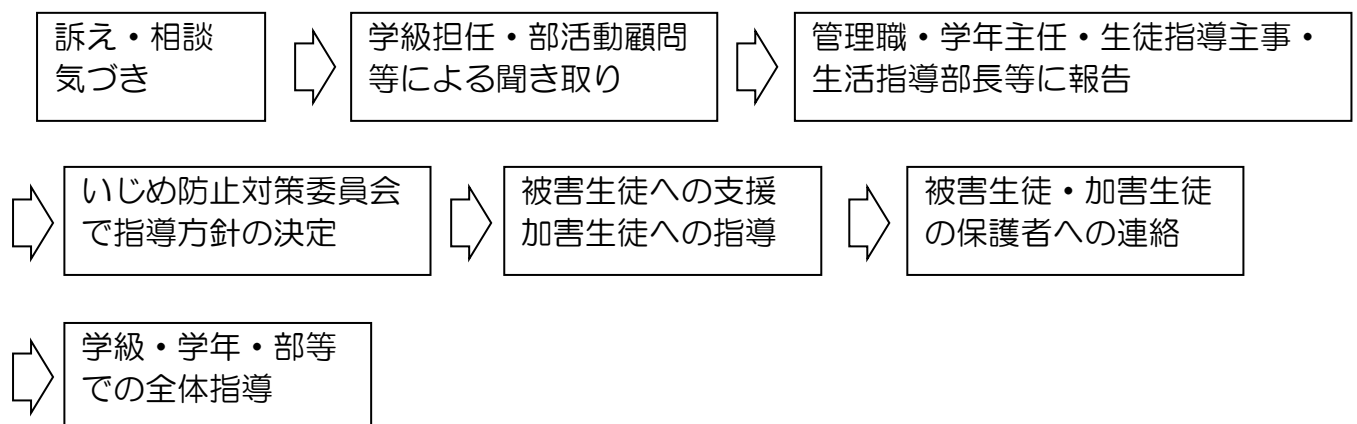 訴え・相談
気づき
学級担任・部活動顧問
等による聞き取り
管理職・学年主任・生徒指導主事・
生活指導部長等に報告
いじめ防止対策委員会
で指導方針の決定
被害生徒への支援
加害生徒への指導
被害生徒・加害生徒
の保護者への連絡
学級・学年・部等
での全体指導